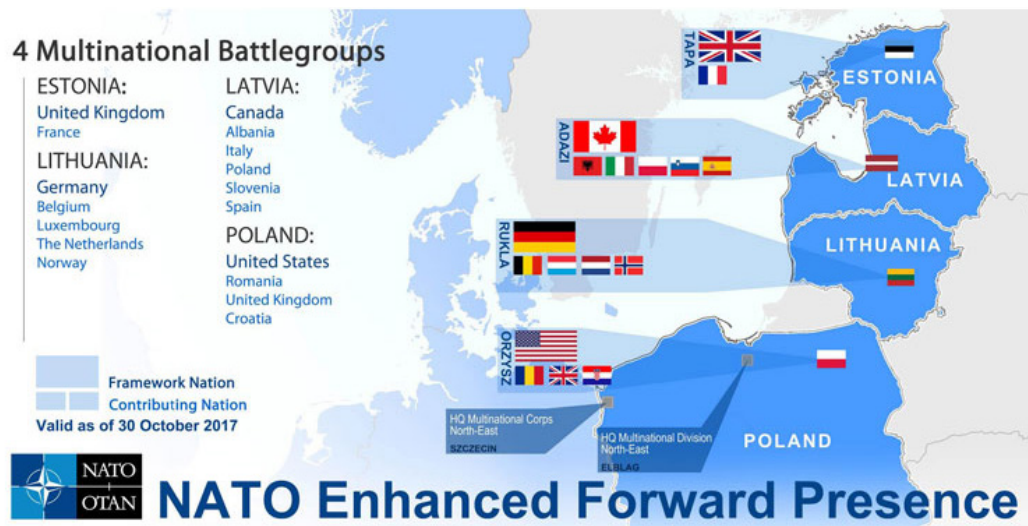 4 Multinational Battlegroups
ESTONIA:
United Kingdom
France
LITHUANIA:
Germany
Belgium
Luxembourg
The Netherlands
Norway
LATVIA:
Canada
Albania
Italy
Poland
Slovenia
Spain
POLAND:
United States
Romania
United Kingdom
Croatia
Framework Nation
Contributing Nation
Valid as of 30 October 2017
TAPA
ESTONIA
ADAZI
LATVIA
RUKLA
LITHUANIA
ORZYSZ
HQ Multinational Corps
North-East
SZCZECIN
HQ Multinational Division
North-East
ELBLAG
POLAND
NATO
OTAN
NATO Enhanced Forward Presence